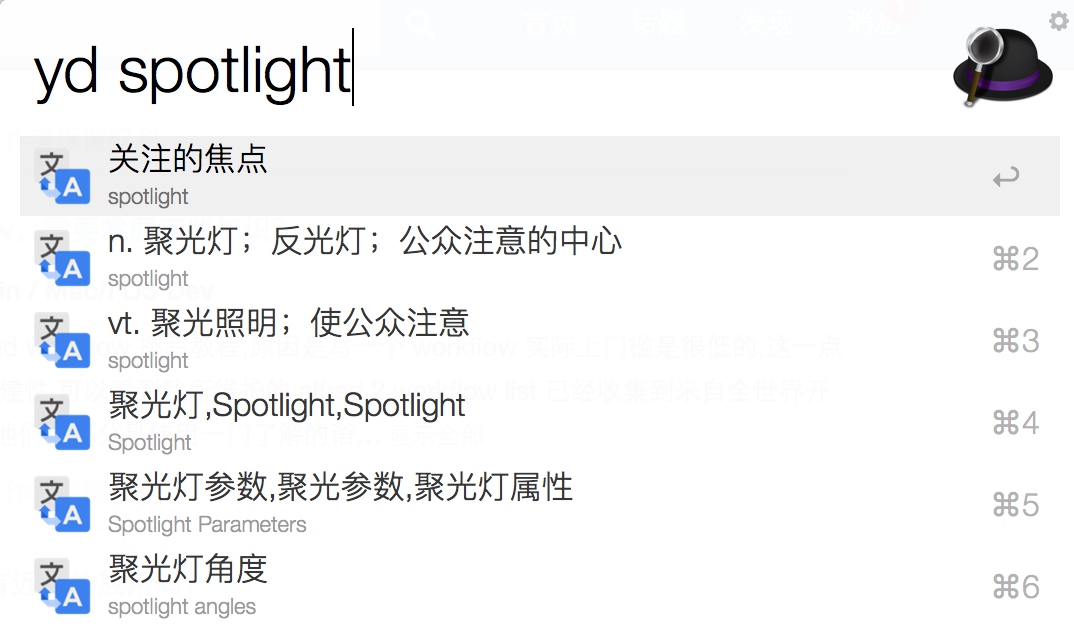 yd spotlight
关注的焦点
spotlight
n. 聚光灯；反光灯；公众注意的中心
spotlight
⌘2
vt. 聚光照明；使公众注意
spotlight
⌘3
聚光灯,Spotlight,Spotlight
Spotlight
⌘4
聚光灯参数,聚光参数,聚光灯属性
Spotlight Parameters
⌘5
聚光灯角度
spotlight angles
⌘6